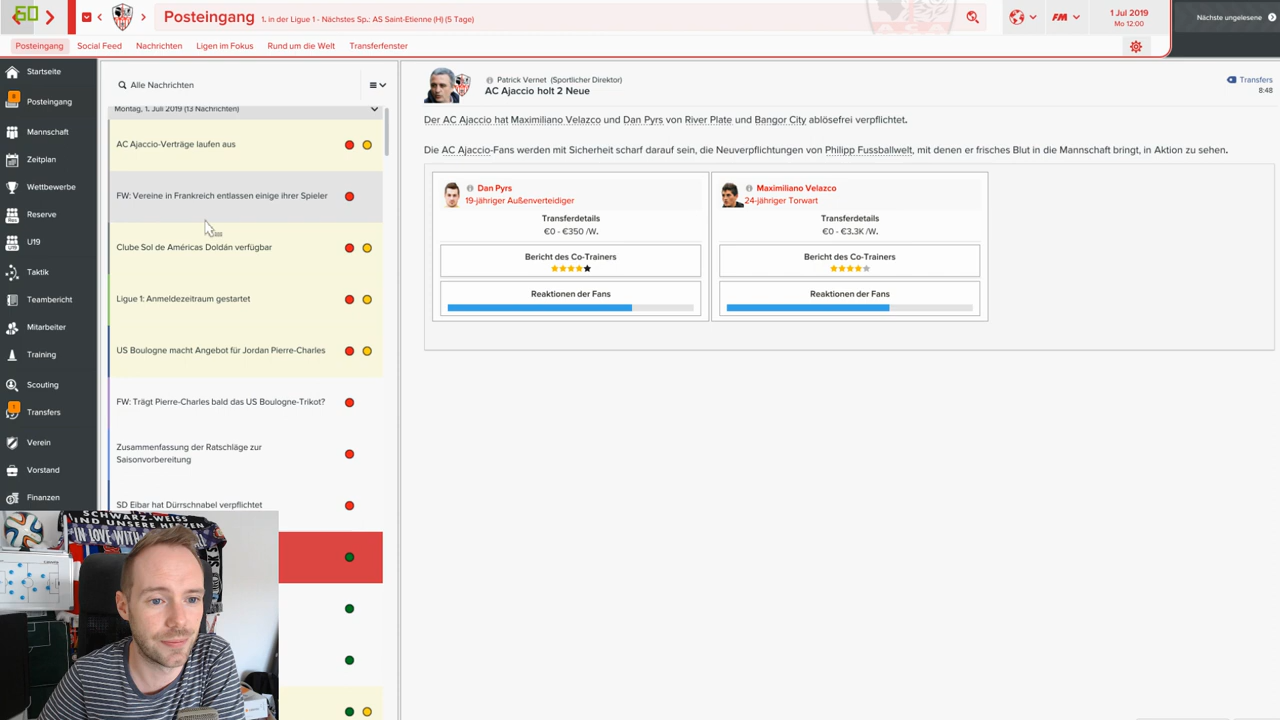 60
Posteingang
1. in der Ligue 1 - Nächstes Sp.: AS Saint-Etienne (H) (5 Tage)
FM
1 Jul 2019
Mo 12:00
Nächste ungelesene
Posteingang
Social Feed
Nachrichten
Ligen im Fokus
Rund um die Welt
Transferfenster
Startseite
Posteingang
Mannschaft
Zeitplan
Wettbewerbe
Reserve
U19
Taktik
Teambericht
Mitarbeiter
Training
Scouting
Transfers
Verein
Vorstand
Finanzen
Alle Nachrichten
Montag, 1. Juli 2019 (13 Nachrichten)
AC Ajaccio-Verträge laufen aus
FW: Vereine in Frankreich entlassen einige ihrer Spieler
Clube Sol de Américas Doldán verfügbar
Ligue 1: Anmeldezeitraum gestartet
US Boulogne macht Angebot für Jordan Pierre-Charles
FW: Trägt Pierre-Charles bald das US Boulogne-Trikot?
Zusammenfassung der Ratschläge zur
Saisonvorbereitung
SD Eibar hat Dürrschnabel verpflichtet
Patrick Vernet (Sportlicher Direktor)
AC Ajaccio holt 2 Neue
Transfers
8:48
Der AC Ajaccio hat Maximiliano Velazco und Dan Pyrs von River Plate und Bangor City ablösefrei verpflichtet.
Die AC Ajaccio-Fans werden mit Sicherheit scharf darauf sein, die Neuverpflichtungen von Philipp Fussballwelt, mit denen er frisches Blut in die Mannschaft bringt, in Aktion zu sehen.
Dan Pyrs
19-jähriger Außenverteidiger
Transferdetails
€0 - €350 /W.
Bericht des Co-Trainers
Reaktionen der Fans
Maximiliano Velazco
24-jähriger Torwart
Transferdetails
€0 - €3.3K /W.
Bericht des Co-Trainers
Reaktionen der Fans
SCHWARZ-WEISS
IND UNSERE HERZEN
IN LOVE WITH